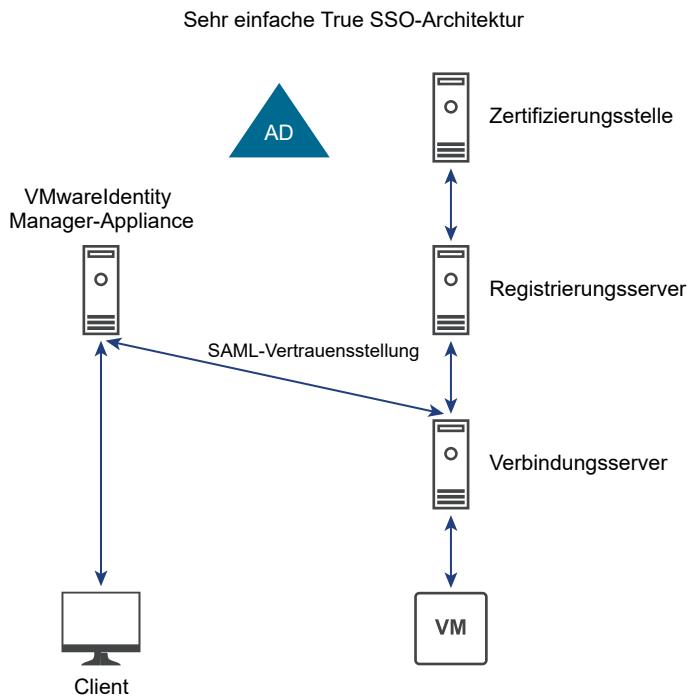 Sehr einfache True SSO-Architektur
AD
Zertifizierungsstelle
VMwareIdentity
Manager-Appliance
Registrierungsserver
SAML-Vertrauensstellung
Verbindungsserver
VM
Client